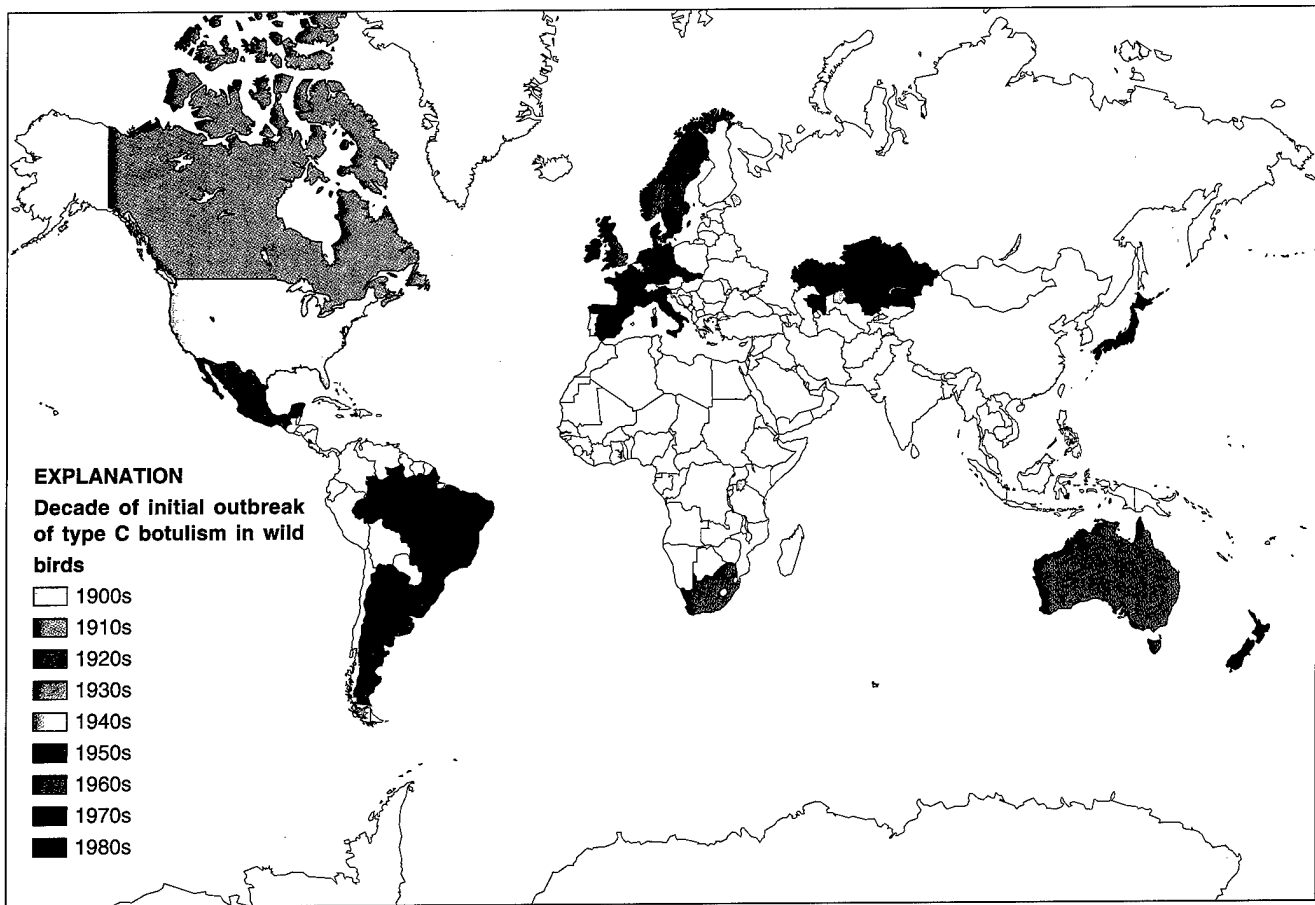 EXPLANATION
Decade of initial outbreak
of type C botulism in wild
birds
1900s
1910s
1920s
1930s
1940s
1950s
1960s
1970s
1980s